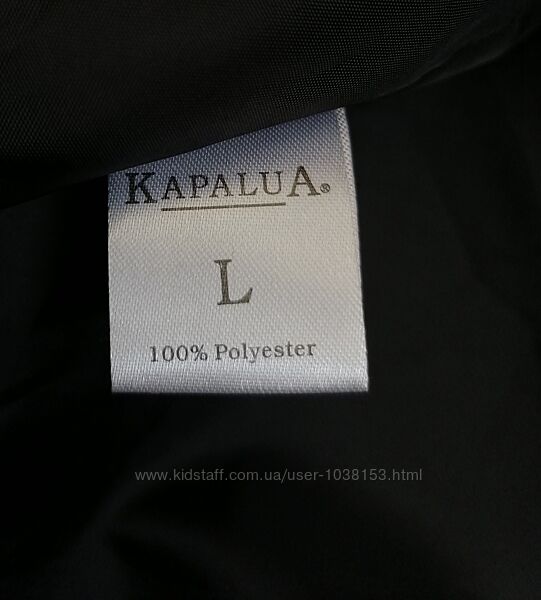 KAPALUA®
L
100% Polyester
www.kidstaff.com.ua/user-1038153.html